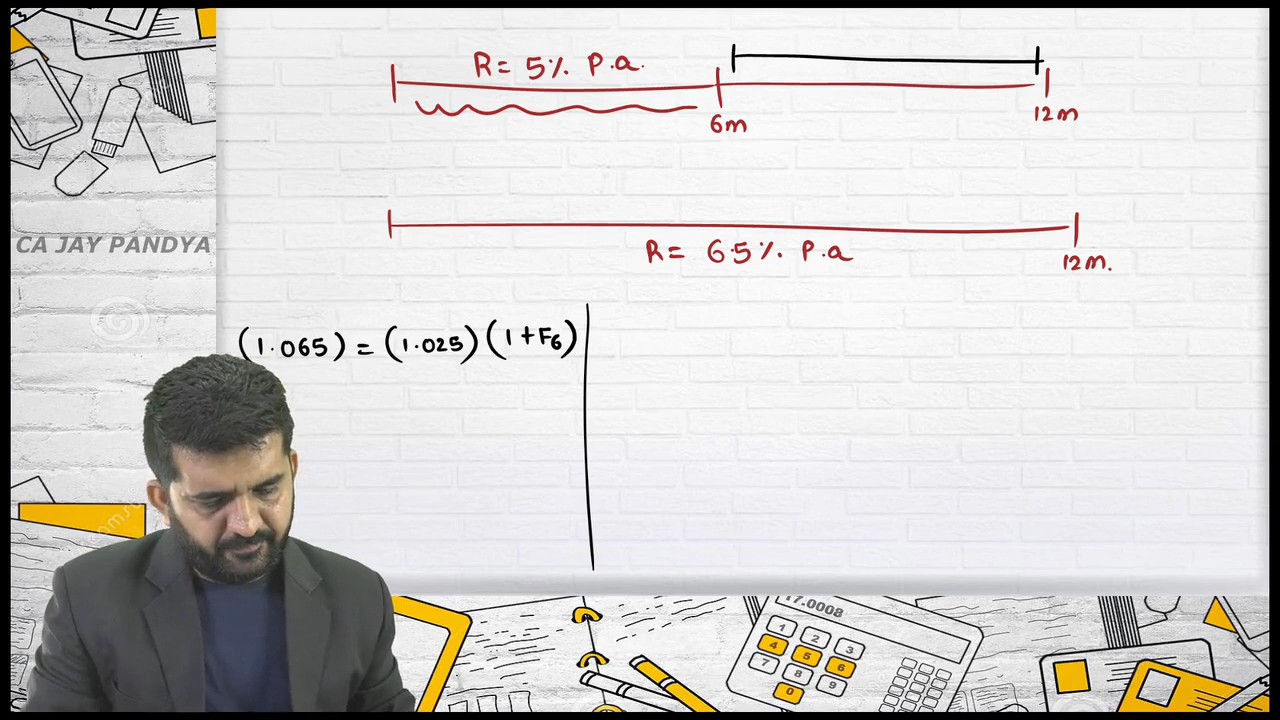 R= 5%. P.a.
6m
12m
R= 6.5%. P.a
12m.
CA JAY PANDYA
(1.065) = (1.025)(1+F6)
17.0008
1
2
3
4
5
6
7
8
9
0